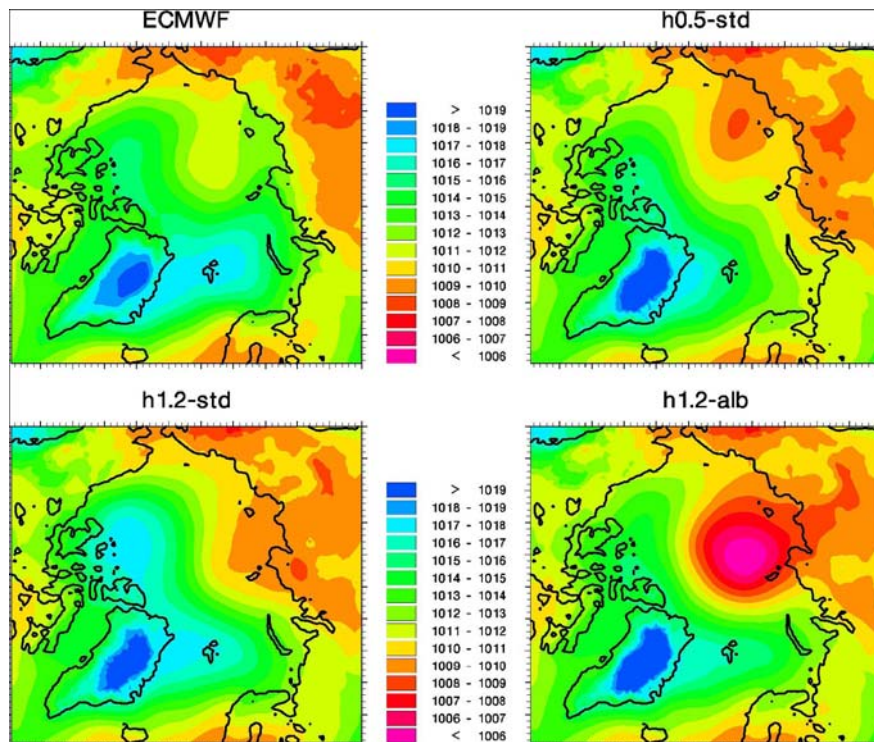 ECMWF
h0.5-std
> 1019
1018 - 1019
1017 - 1018
1016 - 1017
1015 - 1016
1014 - 1015
1013 - 1014
1012 - 1013
1011 - 1012
1010 - 1011
1009 - 1010
1008 - 1009
1007 - 1008
1006 - 1007
< 1006
h1.2-std
h1.2-alb
> 1019
1018 - 1019
1017 - 1018
1016 - 1017
1015 - 1016
1014 - 1015
1013 - 1014
1012 - 1013
1011 - 1012
1010 - 1011
1009 - 1010
1008 - 1009
1007 - 1008
1006 - 1007
< 1006